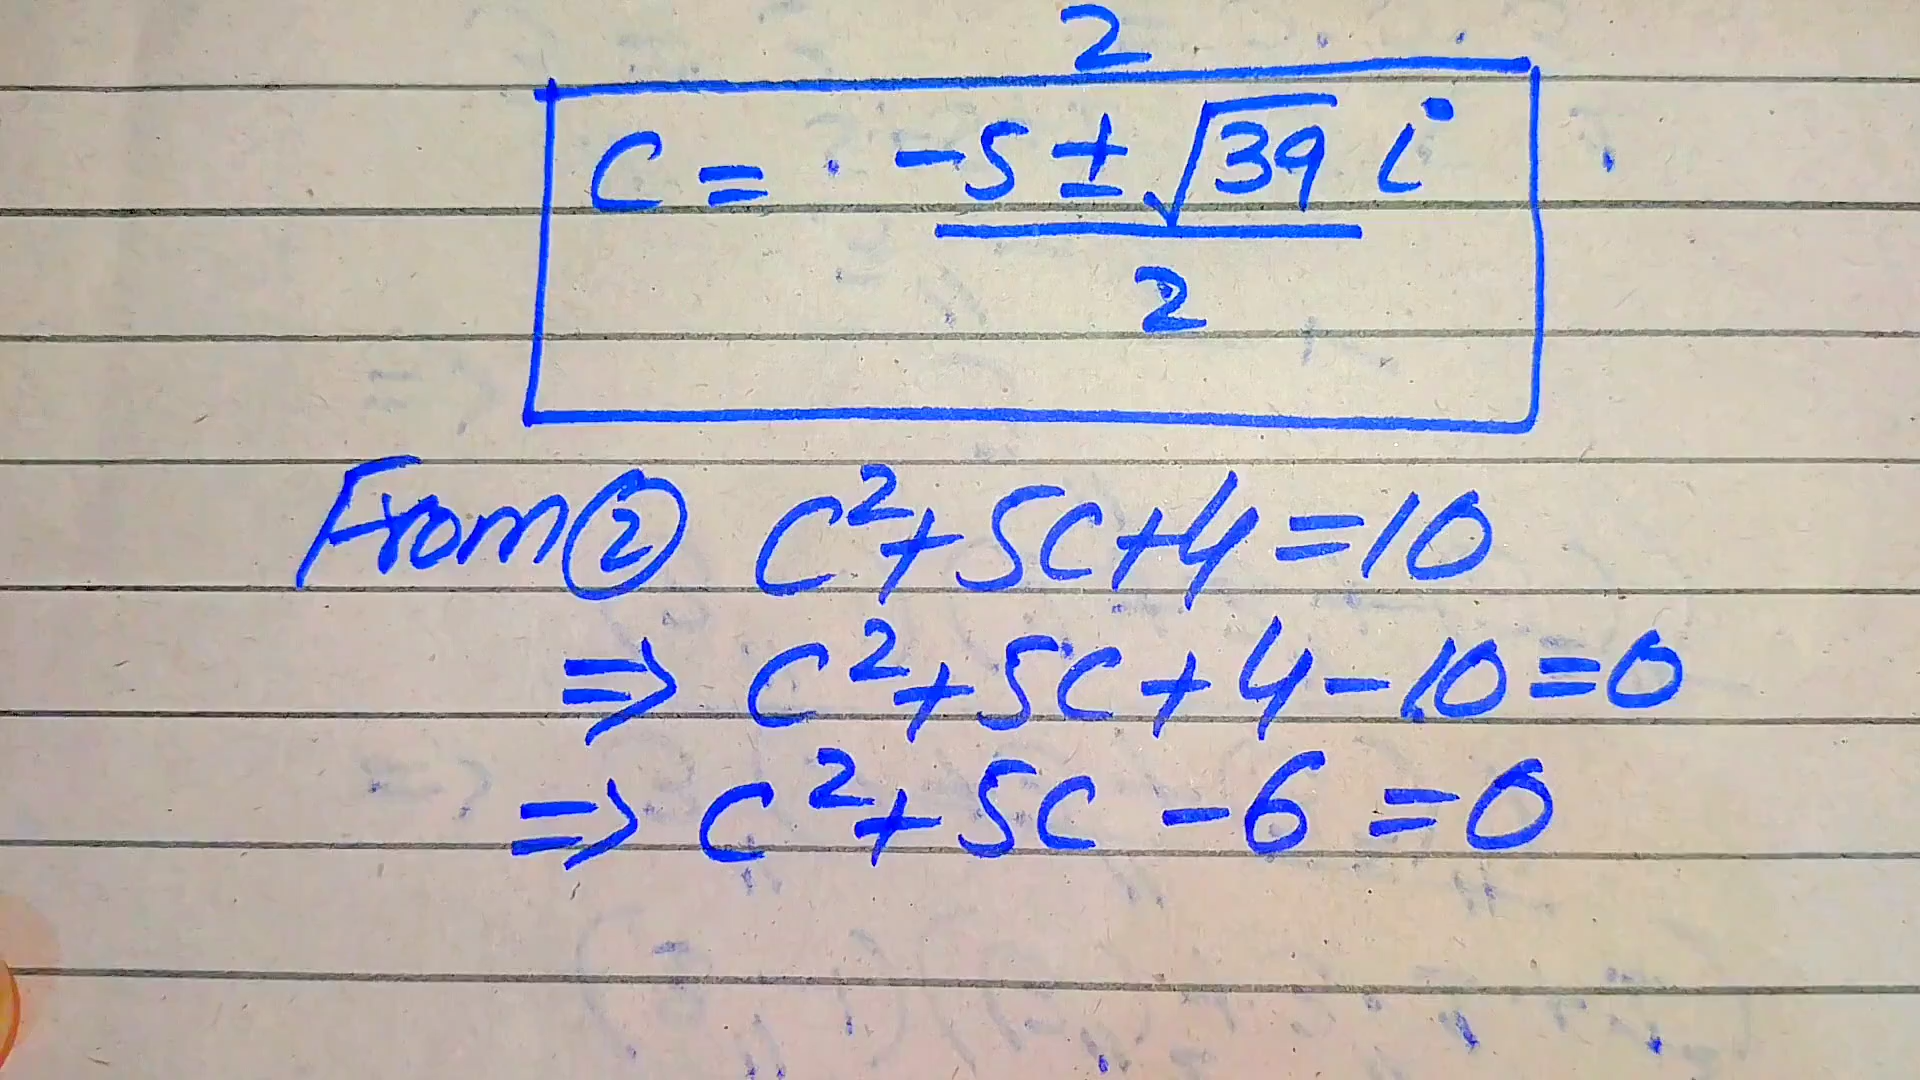 2
C = -5 ± √39 i
2
From ② C² + 5C + 4 = 10
⇒ C² + 5C + 4 - 10 = 0
⇒ C² + 5C - 6 = 0